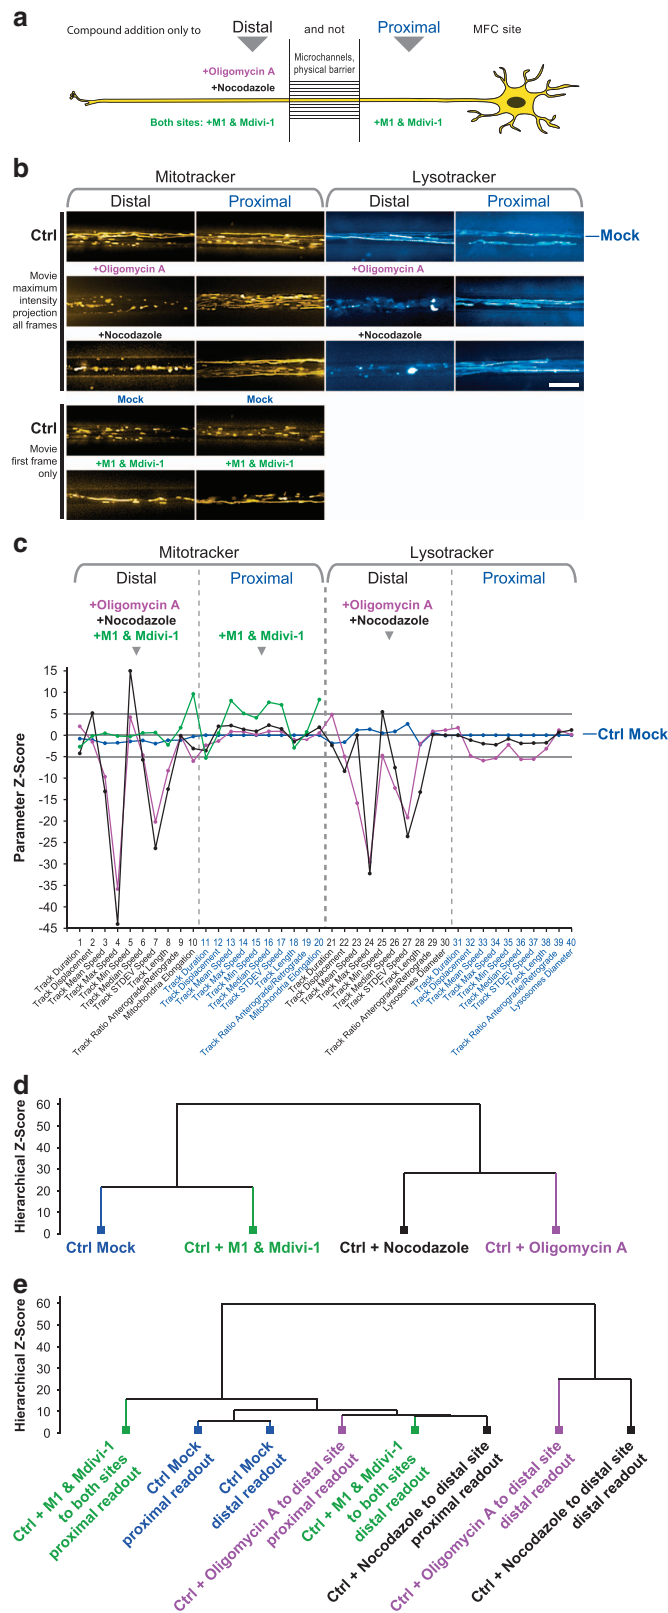 a
Compound addition only to
Distal
and not
Proximal
MFC site
Microchannels,
physical barrier
+Oligomycin A
+Nocodazole
Both sites: +M1 & Mdivi-1
+M1 & Mdivi-1
b
Mitotracker
Lysotracker
Distal
Proximal
Distal
Proximal
Ctrl
Mock
+Oligomycin A
+Oligomycin A
Movie
maximum
intensity
projection
all frames
+Nocodazole
+Nocodazole
Mock
Mock
Ctrl
Movie
first frame
only
+M1 & Mdivi-1
+M1 & Mdivi-1
c
Mitotracker
Lysotracker
Distal
Proximal
Distal
Proximal
+Oligomycin A
+Nocodazole
+M1 & Mdivi-1
+M1 & Mdivi-1
+Oligomycin A
+Nocodazole
Parameter Z-Score
15
10
5
0
-5
-10
-15
-20
-25
-30
-35
-40
-45
Ctrl Mock
1 2 3 4 5 6 7 8 9 10 11 12 13 14 15 16 17 18 19 20 21 22 23 24 25 26 27 28 29 30 31 32 33 34 35 36 37 38 39 40
Track Duration
Track Displacement
Track Mean Speed
Track Max Speed
Track Min Speed
Track Median Speed
Track STDEV Speed
Track Length
Track Ratio Anterograde/Retrograde
Mitochondria Elongation
Track Duration
Track Displacement
Track Mean Speed
Track Max Speed
Track Min Speed
Track Median Speed
Track STDEV Speed
Track Length
Track Ratio Anterograde/Retrograde
Mitochondria Elongation
Track Duration
Track Displacement
Track Mean Speed
Track Max Speed
Track Min Speed
Track Median Speed
Track STDEV Speed
Track Length
Track Ratio Anterograde/Retrograde
Lysosomes Diameter
Track Duration
Track Displacement
Track Mean Speed
Track Max Speed
Track Min Speed
Track Median Speed
Track STDEV Speed
Track Length
Track Ratio Anterograde/Retrograde
Lysosomes Diameter
d
Hierarchical Z-Score
60
50
40
30
20
10
0
Ctrl Mock
Ctrl + M1 & Mdivi-1
Ctrl + Nocodazole
Ctrl + Oligomycin A
e
Hierarchical Z-Score
60
50
40
30
20
10
0
Ctrl + M1 & Mdivi-1
to both sites
proximal readout
Ctrl Mock
proximal readout
Ctrl Mock
distal readout
Ctrl + Oligomycin A to distal site
proximal readout
Ctrl + M1 & Mdivi-1
to both sites
distal readout
Ctrl + Nocodazole to distal site
proximal readout
Ctrl + Oligomycin A to distal site
distal readout
Ctrl + Nocodazole to distal site
distal readout